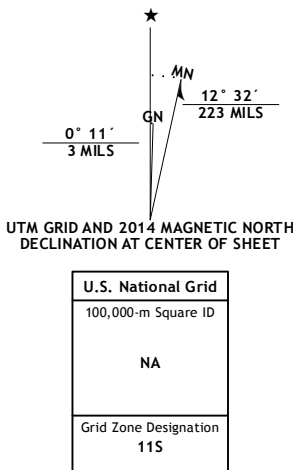 MN
GN
12° 32´
223 MILS
0° 11´
3 MILS
UTM GRID AND 2014 MAGNETIC NORTH
DECLINATION AT CENTER OF SHEET
U.S. National Grid
100,000-m Square ID
NA
Grid Zone Designation
11S